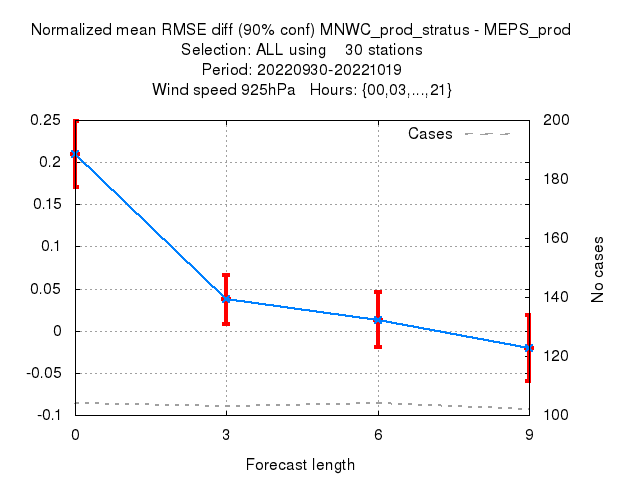 Normalized mean RMSE diff (90% conf) MNWC_prod_stratus - MEPS_prod
Selection: ALL using 30 stations
Period: 20220930-20221019
Wind speed 925hPa Hours: {00,03,...,21}
Cases
0.25
0.2
0.15
0.1
0.05
0
-0.05
-0.1
200
180
160
140
120
100
No cases
0 3 6 9
Forecast length